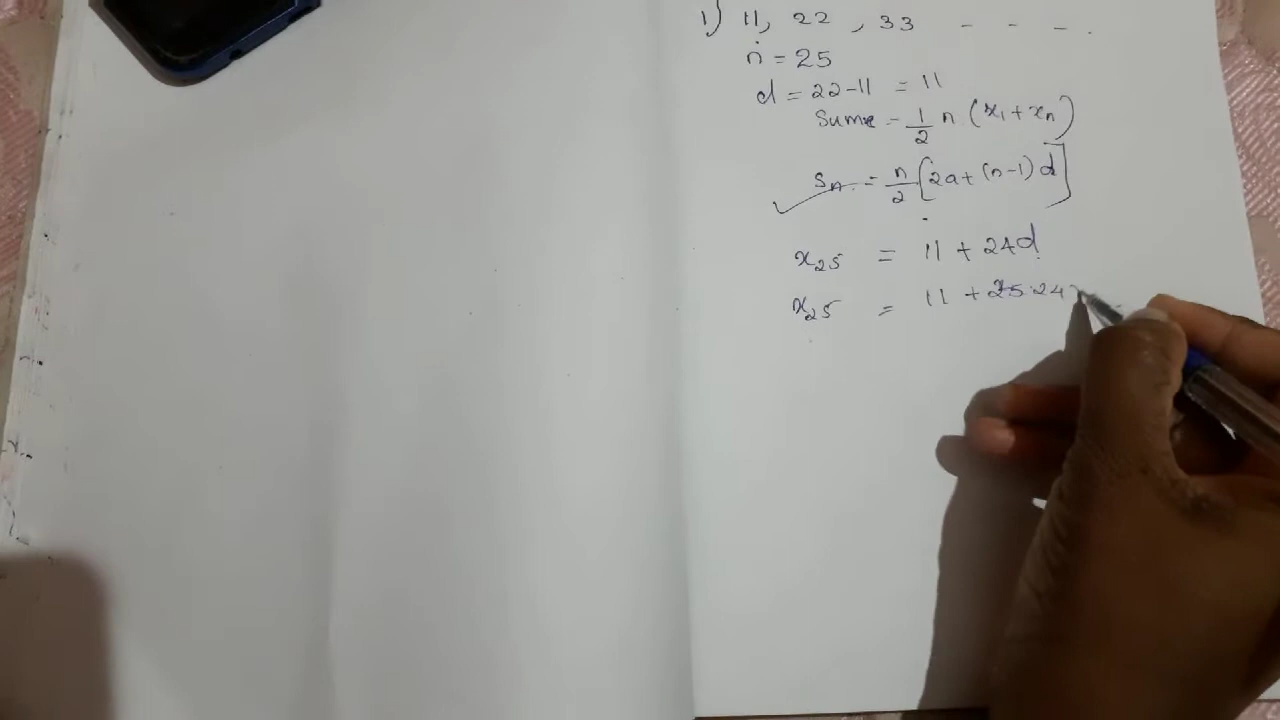 1) 11, 22, 33 - - - .
n = 25
d = 22-11 = 11
Sum = 1/2 n (x₁+xₙ)
Sₙ = n/2 [2a+(n-1)d]
x₂₅ = 11 + 24d
x₂₅ = 11 + 24